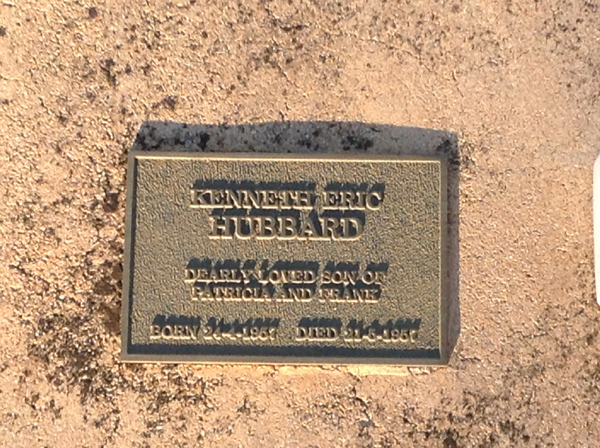 KENNETH ERIC
HUBBARD
DEARLY LOVED SON OF
PATRICIA AND FRANK
BORN DIED